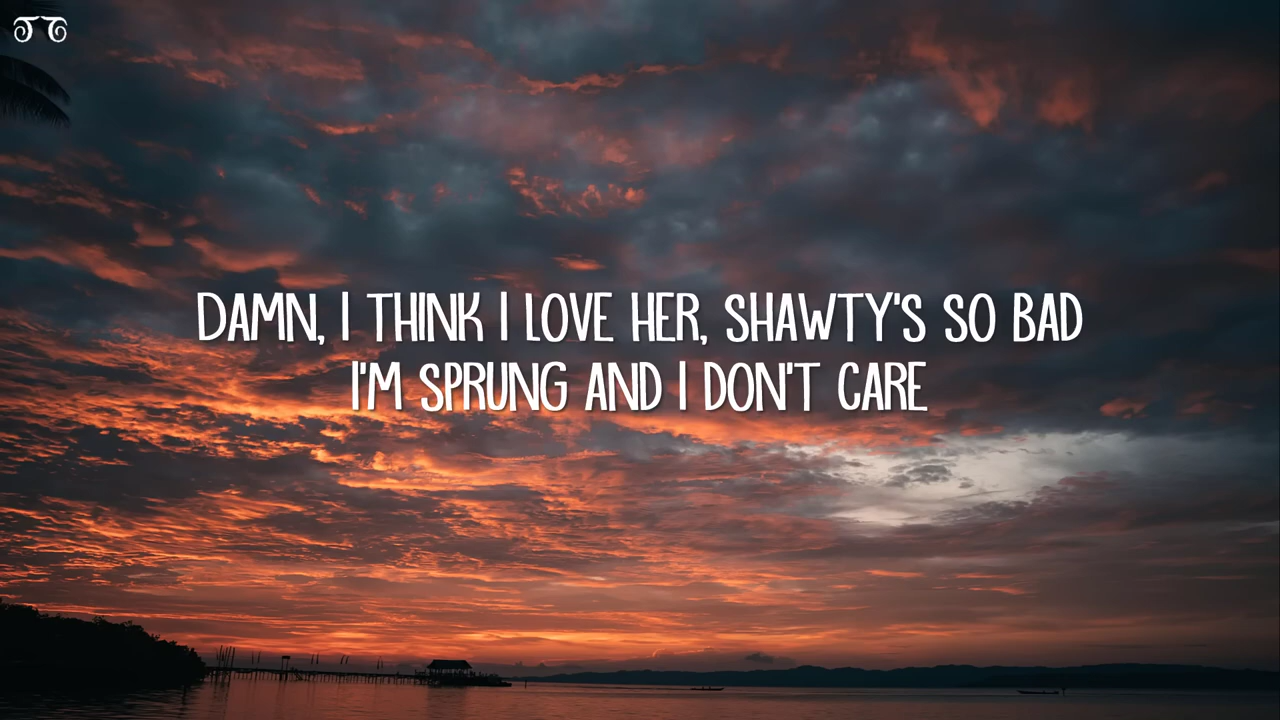 DAMN, I THINK I LOVE HER, SHAWTY'S SO BAD
I'M SPRUNG AND I DON'T CARE